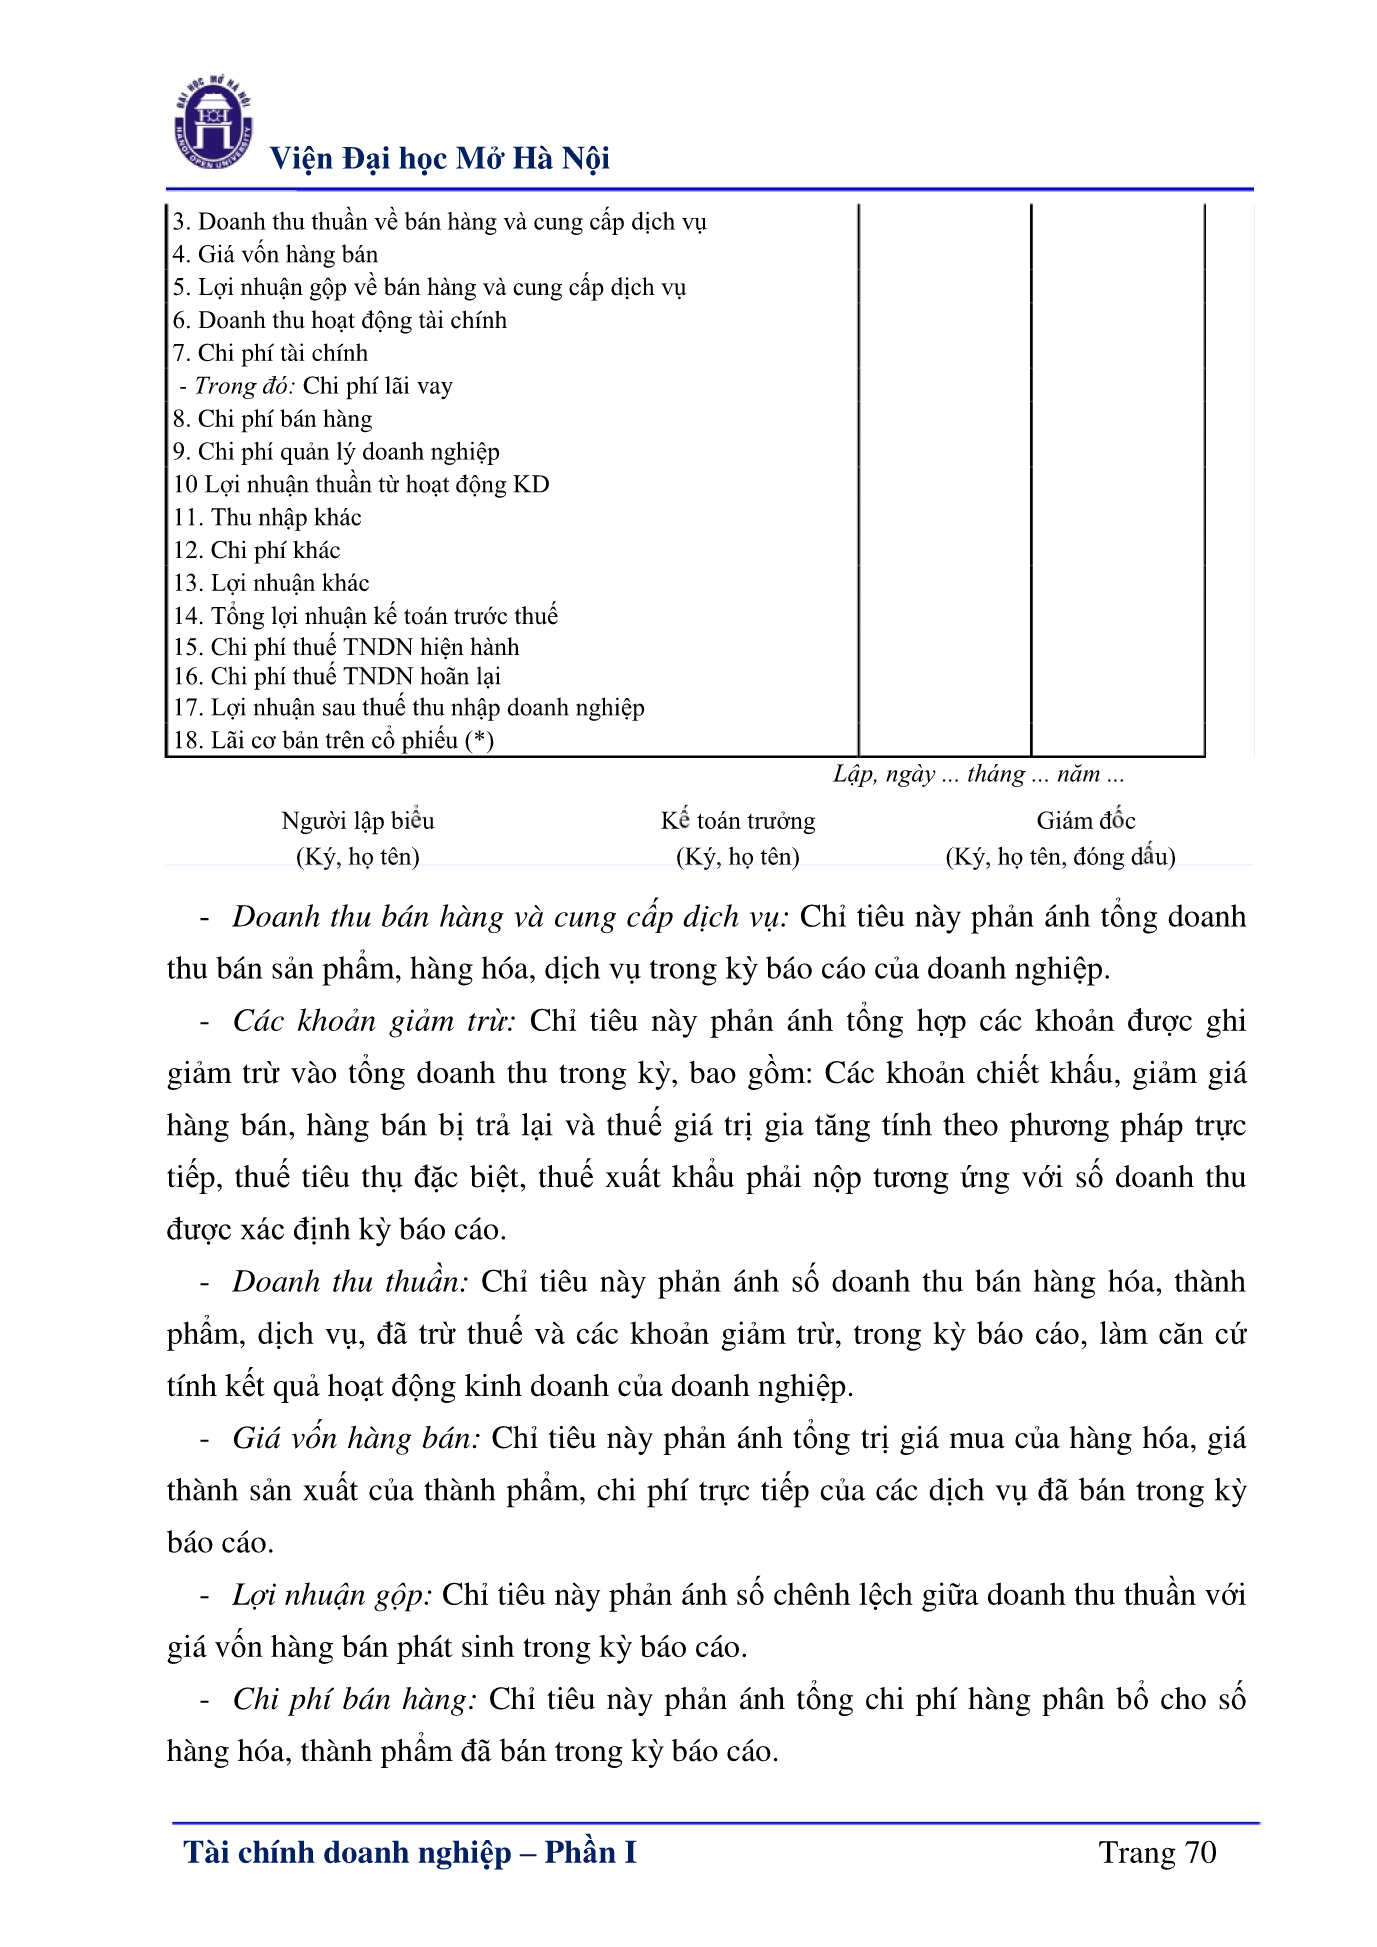 ĐẠI HỌC MỞ HÀ NỘI
HANOI OPEN UNIVERSITY
Viện Đại học Mở Hà Nội
3. Doanh thu thuần về bán hàng và cung cấp dịch vụ
4. Giá vốn hàng bán
5. Lợi nhuận gộp về bán hàng và cung cấp dịch vụ
6. Doanh thu hoạt động tài chính
7. Chi phí tài chính
- Trong đó: Chi phí lãi vay
8. Chi phí bán hàng
9. Chi phí quản lý doanh nghiệp
10 Lợi nhuận thuần từ hoạt động KD
11. Thu nhập khác
12. Chi phí khác
13. Lợi nhuận khác
14. Tổng lợi nhuận kế toán trước thuế
15. Chi phí thuế TNDN hiện hành
16. Chi phí thuế TNDN hoãn lại
17. Lợi nhuận sau thuế thu nhập doanh nghiệp
18. Lãi cơ bản trên cổ phiếu (*)
Lập, ngày ... tháng ... năm ...
Người lập biểu Kế toán trưởng Giám đốc
(Ký, họ tên) (Ký, họ tên) (Ký, họ tên, đóng dấu)
- Doanh thu bán hàng và cung cấp dịch vụ: Chỉ tiêu này phản ánh tổng doanh
thu bán sản phẩm, hàng hóa, dịch vụ trong kỳ báo cáo của doanh nghiệp.
- Các khoản giảm trừ: Chỉ tiêu này phản ánh tổng hợp các khoản được ghi
giảm trừ vào tổng doanh thu trong kỳ, bao gồm: Các khoản chiết khấu, giảm giá
hàng bán, hàng bán bị trả lại và thuế giá trị gia tăng tính theo phương pháp trực
tiếp, thuế tiêu thụ đặc biệt, thuế xuất khẩu phải nộp tương ứng với số doanh thu
được xác định kỳ báo cáo.
- Doanh thu thuần: Chỉ tiêu này phản ánh số doanh thu bán hàng hóa, thành
phẩm, dịch vụ, đã trừ thuế và các khoản giảm trừ, trong kỳ báo cáo, làm căn cứ
tính kết quả hoạt động kinh doanh của doanh nghiệp.
- Giá vốn hàng bán: Chỉ tiêu này phản ánh tổng trị giá mua của hàng hóa, giá
thành sản xuất của thành phẩm, chi phí trực tiếp của các dịch vụ đã bán trong kỳ
báo cáo.
- Lợi nhuận gộp: Chỉ tiêu này phản ánh số chênh lệch giữa doanh thu thuần với
giá vốn hàng bán phát sinh trong kỳ báo cáo.
- Chi phí bán hàng: Chỉ tiêu này phản ánh tổng chi phí hàng phân bổ cho số
hàng hóa, thành phẩm đã bán trong kỳ báo cáo.
Tài chính doanh nghiệp – Phần I Trang 70